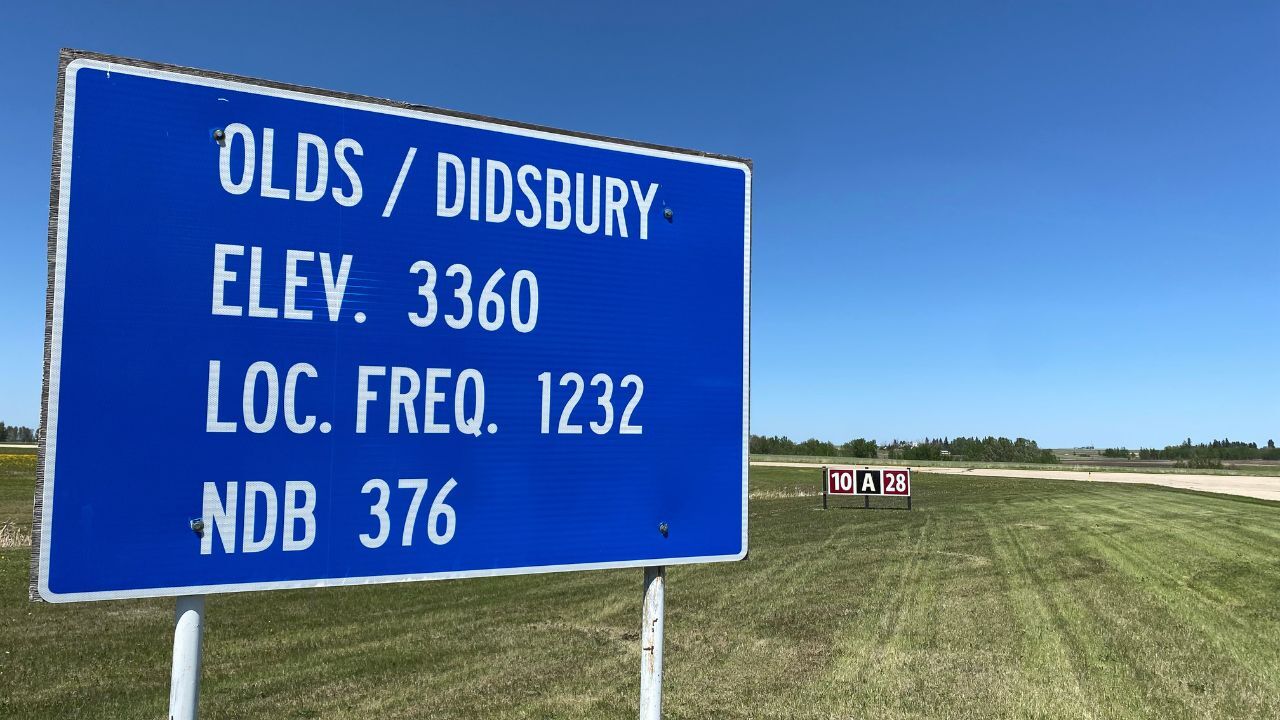 OLDS / DIDSBURY
ELEV. 3360
LOC. FREQ. 1232
NDB 376
10 A 28